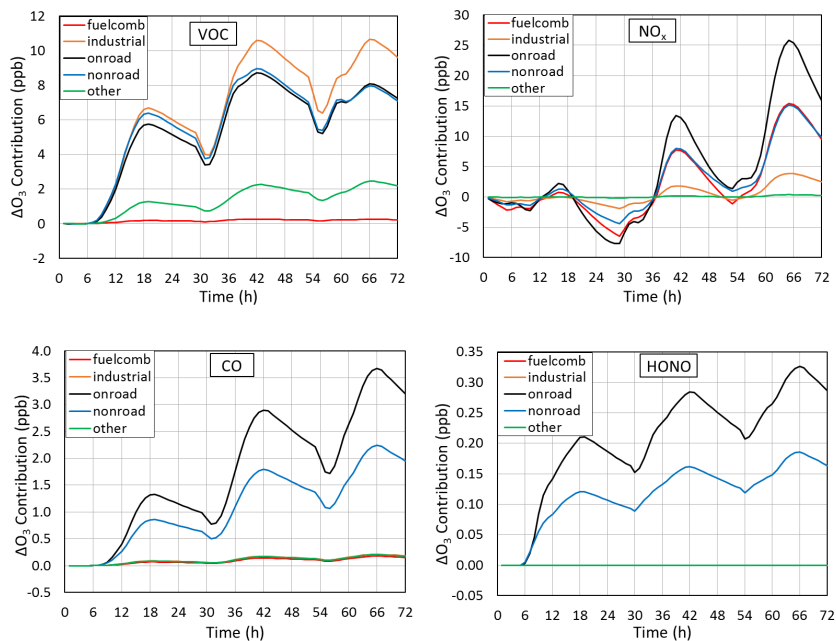 VOC
fuelcomb
industrial
onroad
nonroad
other
ΔO3 Contribution (ppb)
12
10
8
6
4
2
0
-2
0 6 12 18 24 30 36 42 48 54 60 66 72
Time (h)
NOx
fuelcomb
industrial
onroad
nonroad
other
ΔO3 Contribution (ppb)
30
25
20
15
10
5
0
-5
-10
0 6 12 18 24 30 36 42 48 54 60 66 72
Time (h)
CO
fuelcomb
industrial
onroad
nonroad
other
ΔO3 Contribution (ppb)
4.0
3.5
3.0
2.5
2.0
1.5
1.0
0.5
0.0
-0.5
0 6 12 18 24 30 36 42 48 54 60 66 72
Time (h)
HONO
fuelcomb
industrial
onroad
nonroad
other
ΔO3 Contribution (ppb)
0.35
0.30
0.25
0.20
0.15
0.10
0.05
0.00
-0.05
0 6 12 18 24 30 36 42 48 54 60 66 72
Time (h)